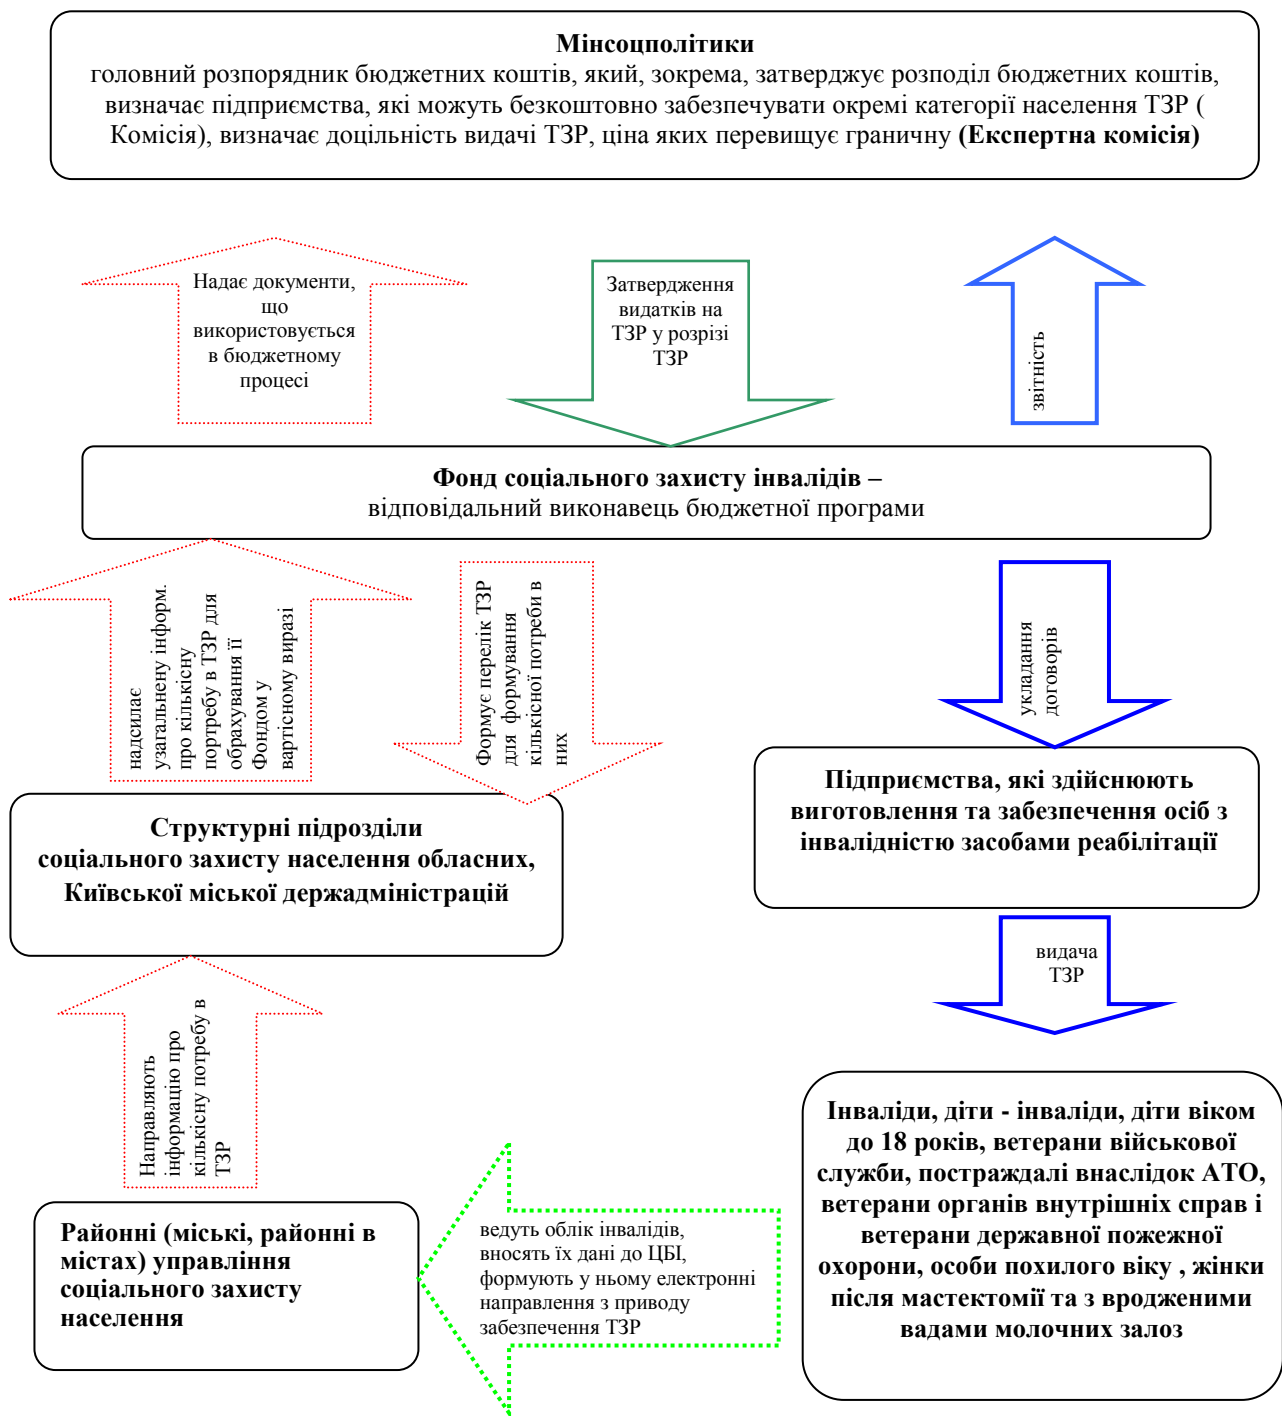 Мінсоцполітики
головний розпорядник бюджетних коштів, який, зокрема, затверджує розподіл бюджетних коштів,
визначає підприємства, які можуть безкоштовно забезпечувати окремі категорії населення ТЗР (
Комісія), визначає доцільність видачі ТЗР, ціна яких перевищує граничну (Експертна комісія)
Надає документи,
що
використовується
в бюджетному
процесі
Затвердження
видатків на
ТЗР у розрізі
ТЗР
звітність
Фонд соціального захисту інвалідів –
відповідальний виконавець бюджетної програми
надсилає
узагальнену інформ.
про кількісну
портребу в ТЗР для
обрахування її
Фондом у
вартісному виразі
Формує перелік ТЗР
для формування
кількісної потреби в
них
укладання
договорів
Структурні підрозділи
соціального захисту населення обласних,
Київської міської держадміністрацій
Підприємства, які здійснюють
виготовлення та забезпечення осіб з
інвалідністю засобами реабілітації
видача
ТЗР
Направляють
інформацію про
кількісну потребу в
ТЗР
Інваліди, діти - інваліди, діти віком
до 18 років, ветерани військової
служби, постраждалі внаслідок АТО,
ветерани органів внутрішніх справ і
ветерани державної пожежної
охорони, особи похилого віку , жінки
після мастектомії та з вродженими
вадами молочних залоз
ведуть облік інвалідів,
вносять їх дані до ЦБІ,
формують у ньому електронні
направлення з приводу
забезпечення ТЗР
Районні (міські, районні в
містах) управління
соціального захисту
населення